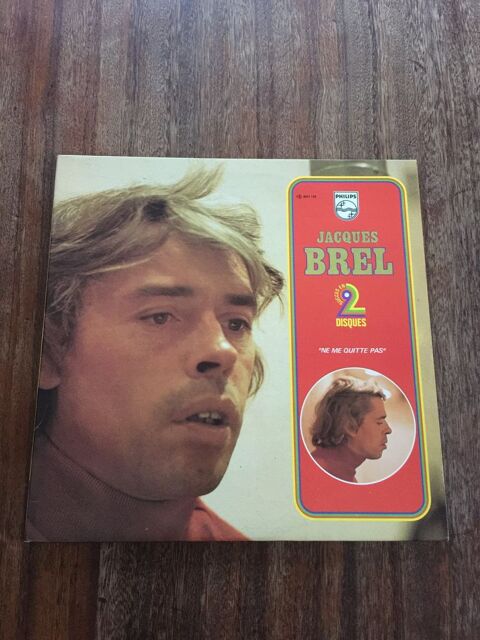 PHILIPS
JACQUES
BREL
2
DISQUES
"NE ME QUITTE PAS"